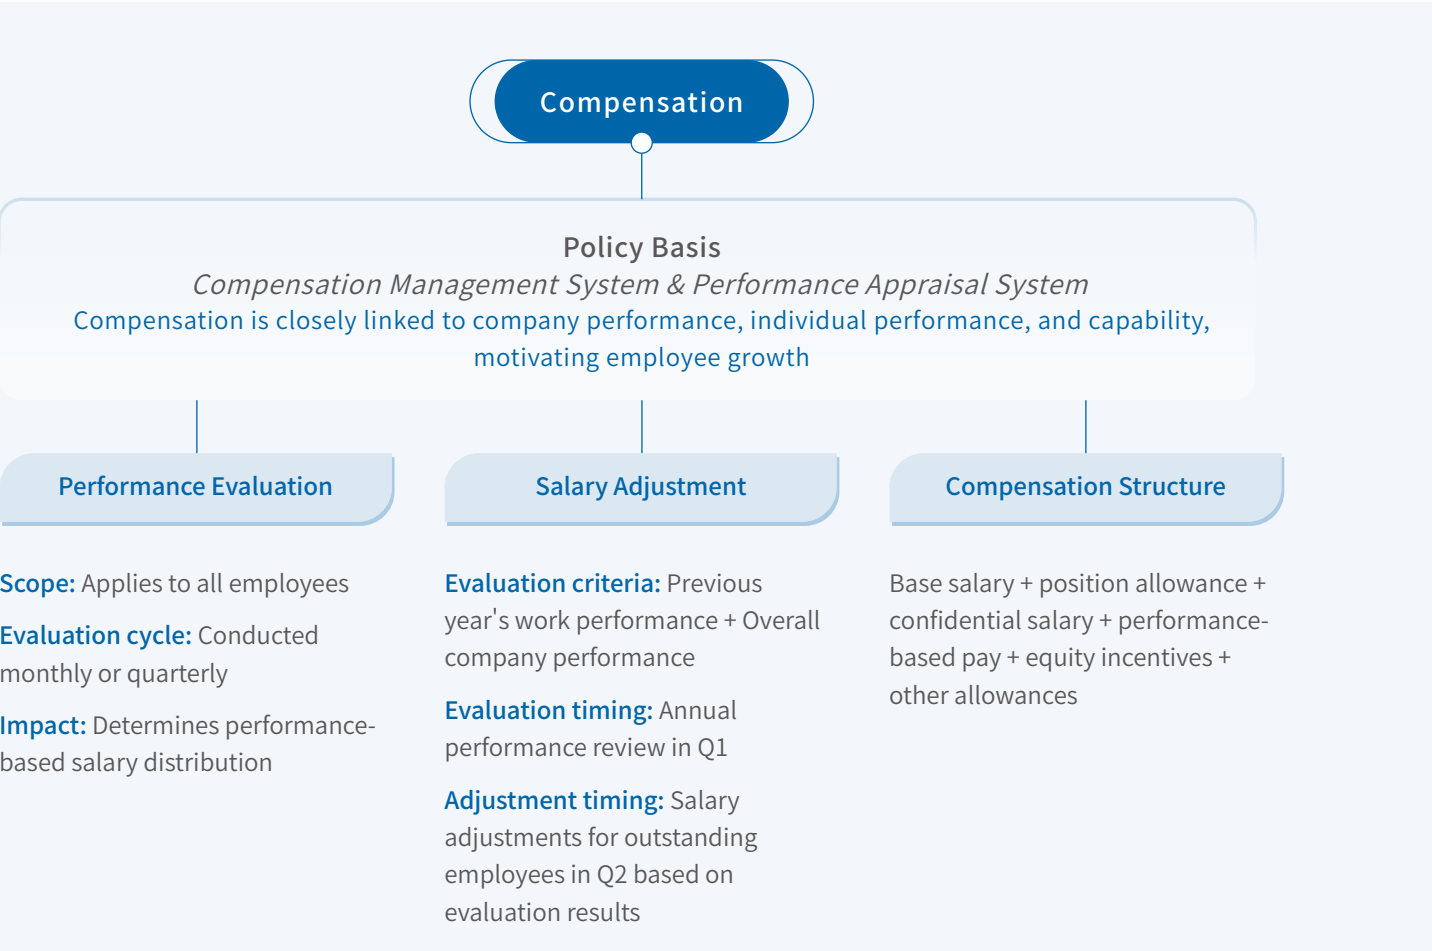 Compensation
Policy Basis
Compensation Management System & Performance Appraisal System
Compensation is closely linked to company performance, individual performance, and capability,
motivating employee growth
Performance Evaluation
Scope: Applies to all employees
Evaluation cycle: Conducted
monthly or quarterly
Impact: Determines performance-
based salary distribution
Salary Adjustment
Evaluation criteria: Previous
year's work performance + Overall
company performance
Evaluation timing: Annual
performance review in Q1
Adjustment timing: Salary
adjustments for outstanding
employees in Q2 based on
evaluation results
Compensation Structure
Base salary + position allowance +
confidential salary + performance-
based pay + equity incentives +
other allowances